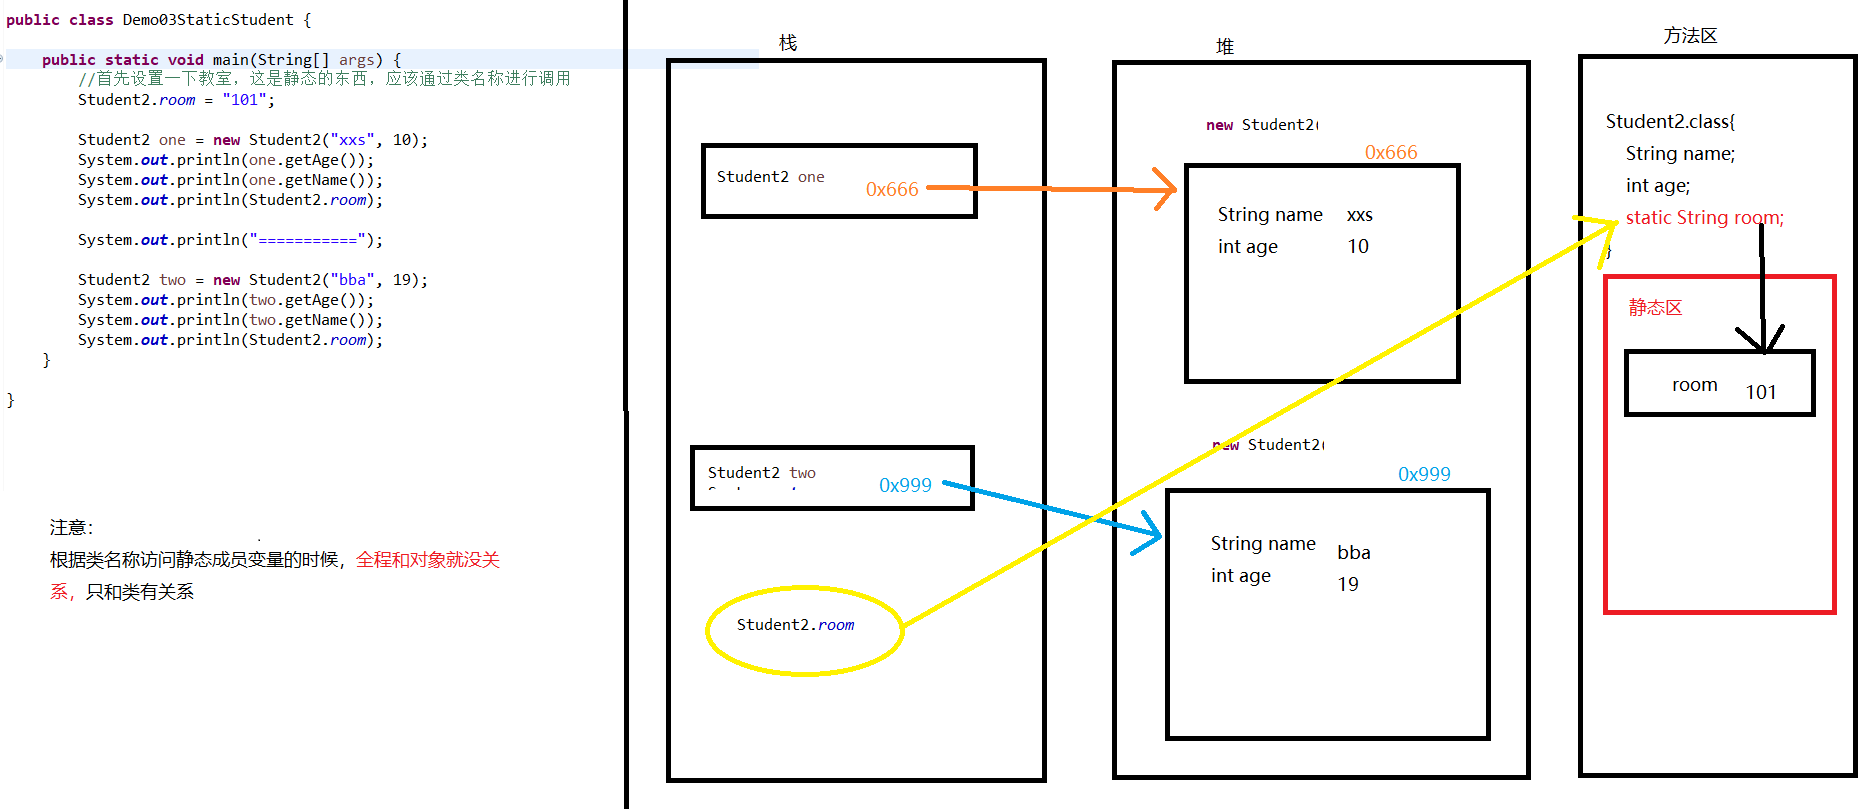 public class Demo03StaticStudent {
public static void main(String[] args) {
//首先设置一下教室，这是静态的东西，应该通过类名称进行调用
Student2.room = "101";
Student2 one = new Student2("xxs", 10);
System.out.println(one.getAge());
System.out.println(one.getName());
System.out.println(Student2.room);
System.out.println("===========");
Student2 two = new Student2("bba", 19);
System.out.println(two.getAge());
System.out.println(two.getName());
System.out.println(Student2.room);
}
}
注意：
根据类名称访问静态成员变量的时候，全程和对象就没关
系，只和类有关系
栈
Student2 one
0x666
Student2 two
0x999
Student2.room
堆
new Student2(
0x666
String name xxs
int age 10
new Student2(
0x999
String name bba
int age 19
方法区
Student2.class{
String name;
int age;
static String room;
}
静态区
room 101